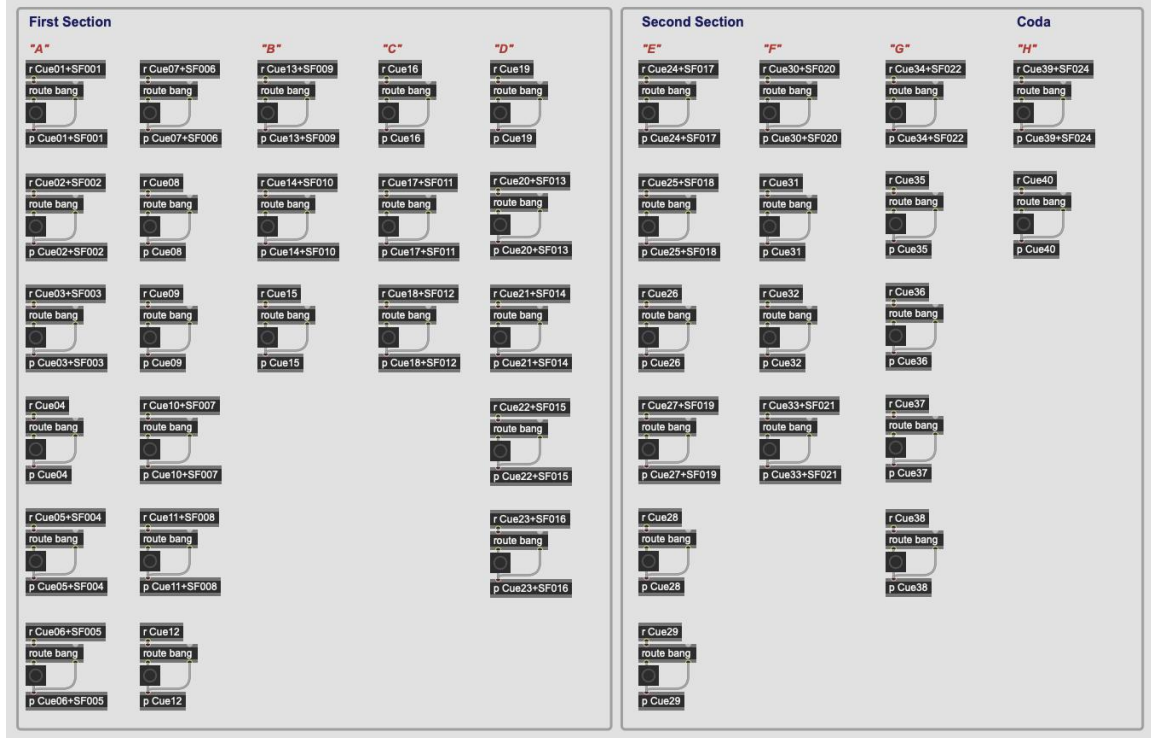 First Section
"A"
r Cue01+SF001
route bang
p Cue01+SF001
r Cue02+SF002
route bang
p Cue02+SF002
r Cue03+SF003
route bang
p Cue03+SF003
r Cue04
route bang
p Cue04
r Cue05+SF004
route bang
p Cue05+SF004
r Cue06+SF005
route bang
p Cue06+SF005
r Cue07+SF006
route bang
p Cue07+SF006
r Cue08
route bang
p Cue08
r Cue09
route bang
p Cue09
r Cue10+SF007
route bang
p Cue10+SF007
r Cue11+SF008
route bang
p Cue11+SF008
r Cue12
route bang
p Cue12
"B"
r Cue13+SF009
route bang
p Cue13+SF009
r Cue14+SF010
route bang
p Cue14+SF010
r Cue15
route bang
p Cue15
"C"
r Cue16
route bang
p Cue16
r Cue17+SF011
route bang
p Cue17+SF011
r Cue18+SF012
route bang
p Cue18+SF012
"D"
r Cue19
route bang
p Cue19
r Cue20+SF013
route bang
p Cue20+SF013
r Cue21+SF014
route bang
p Cue21+SF014
r Cue22+SF015
route bang
p Cue22+SF015
r Cue23+SF016
route bang
p Cue23+SF016
Second Section
"E"
r Cue24+SF017
route bang
p Cue24+SF017
r Cue25+SF018
route bang
p Cue25+SF018
r Cue26
route bang
p Cue26
r Cue27+SF019
route bang
p Cue27+SF019
r Cue28
route bang
p Cue28
r Cue29
route bang
p Cue29
"F"
r Cue30+SF020
route bang
p Cue30+SF020
r Cue31
route bang
p Cue31
r Cue32
route bang
p Cue32
r Cue33+SF021
route bang
p Cue33+SF021
"G"
r Cue34+SF022
route bang
p Cue34+SF022
r Cue35
route bang
p Cue35
r Cue36
route bang
p Cue36
r Cue37
route bang
p Cue37
r Cue38
route bang
p Cue38
Coda
"H"
r Cue39+SF024
route bang
p Cue39+SF024
r Cue40
route bang
p Cue40